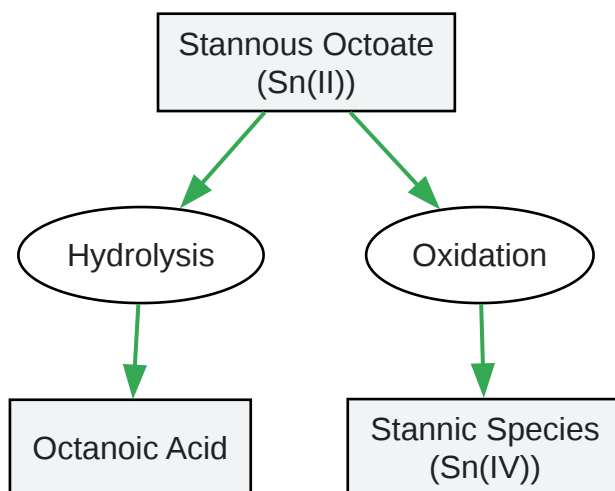 Stannous Octoate
(Sn(II))
Hydrolysis
Oxidation
Octanoic Acid
Stannic Species
(Sn(IV))